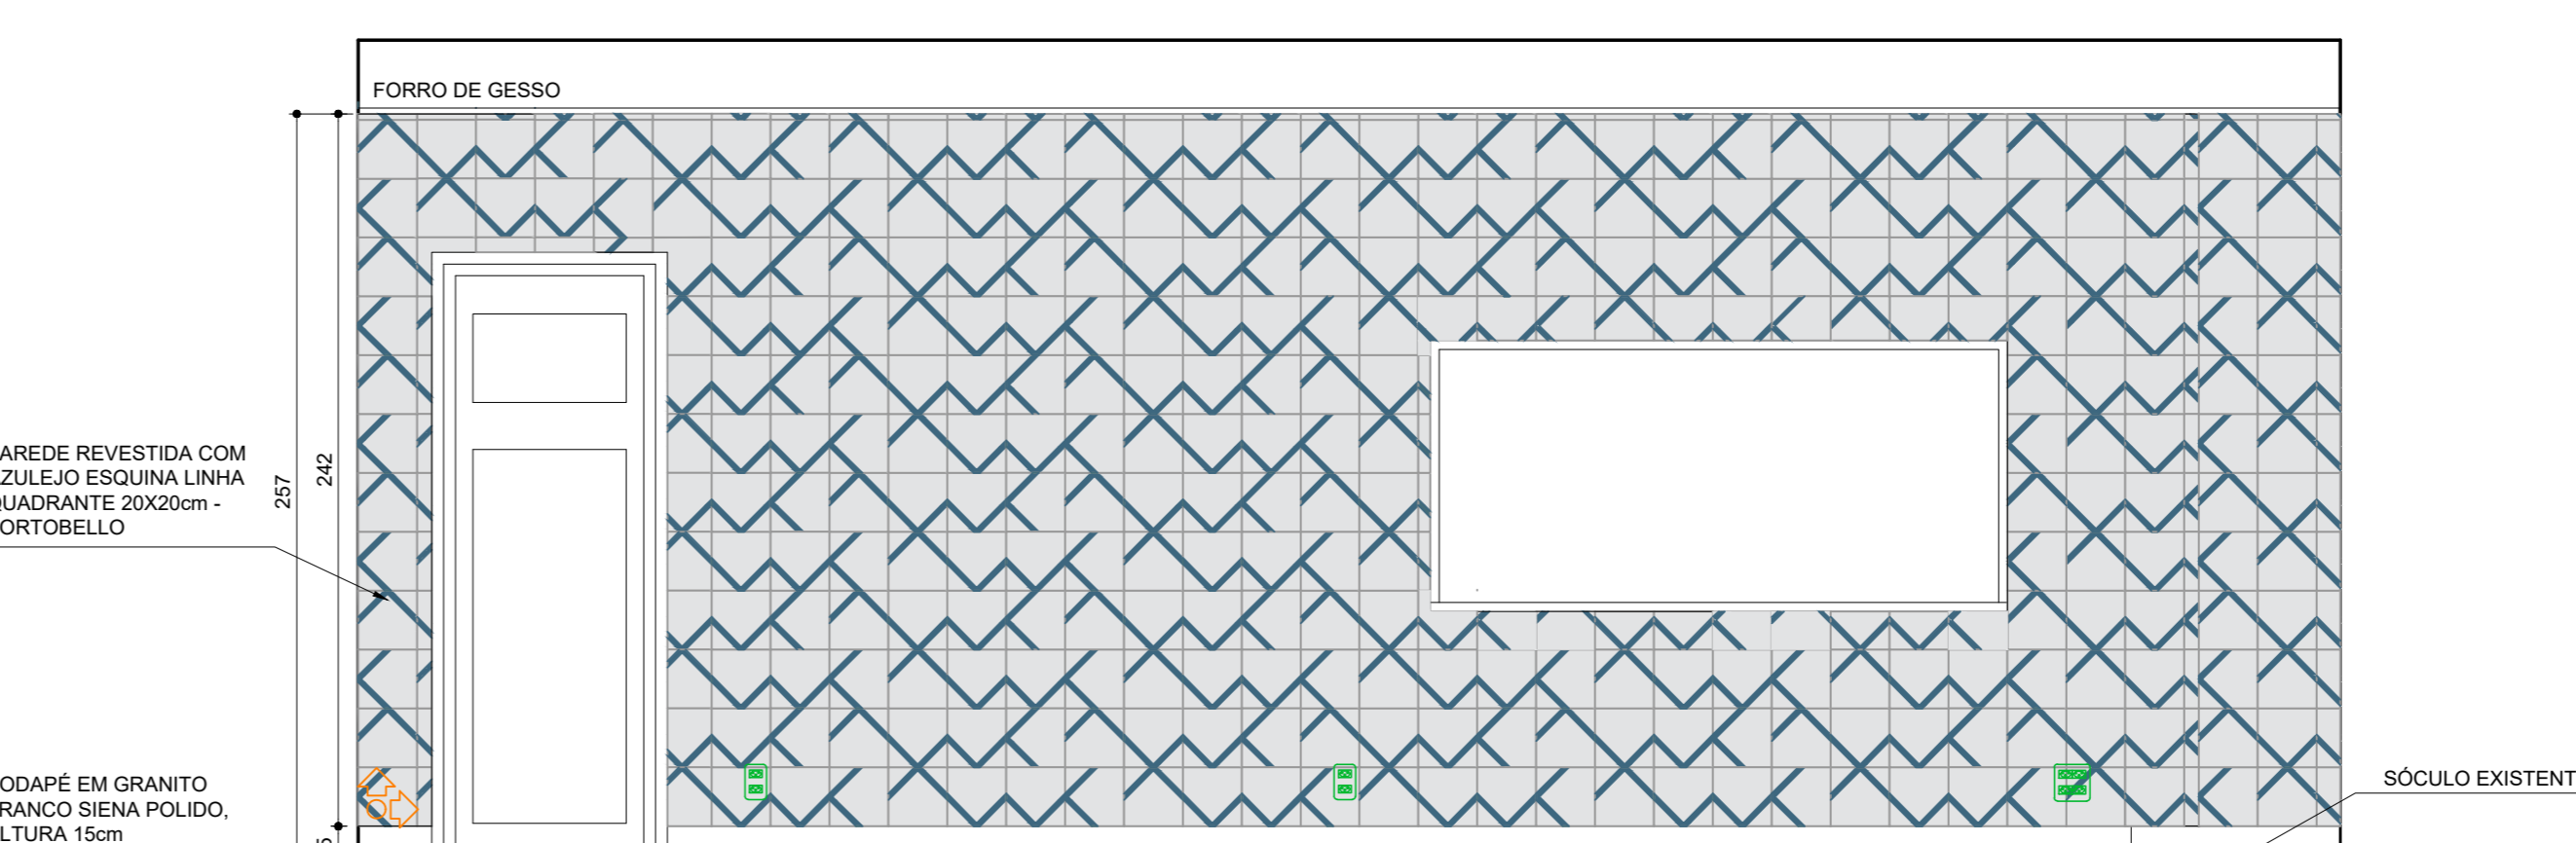 FORRO DE GESSO
AREDE REVESTIDA COM
ZULEJO ESQUINA LINHA
QUADRANTE 20X20cm -
ORTOBELLO
257
242
ODAPÉ EM GRANITO
RANCO SIENA POLIDO,
LTURA 15cm
SÓCULO EXISTENT